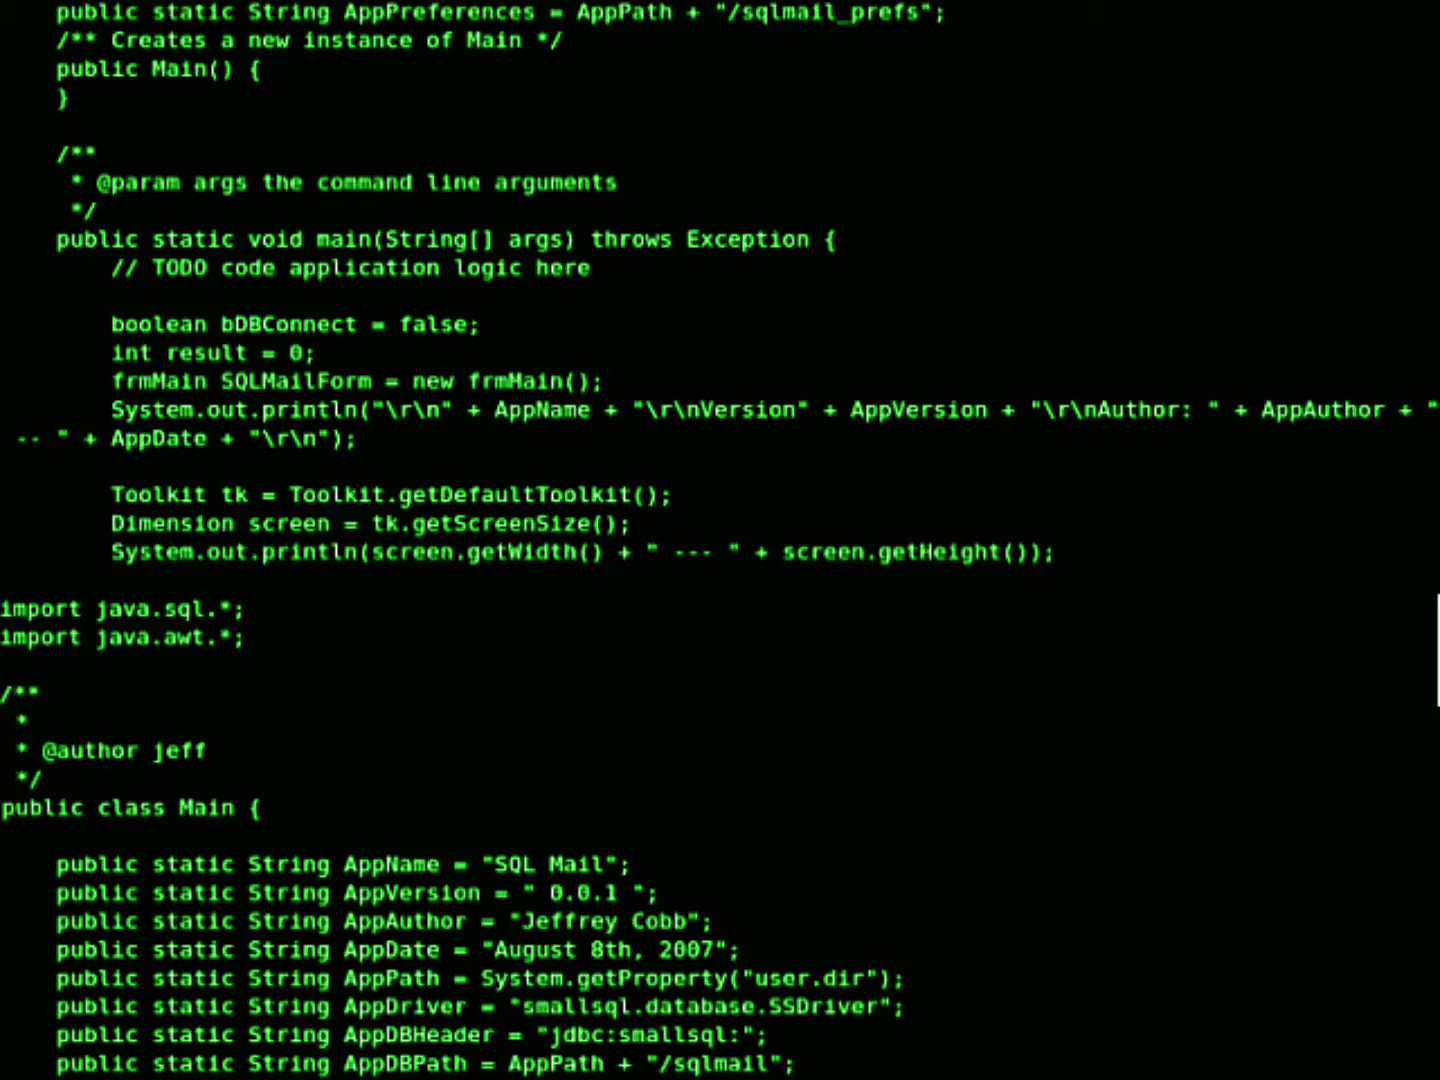 public static String AppPreferences = AppPath + "/sqlmail_prefs";
/** Creates a new instance of Main */
public Main() {
}
/**
* @param args the command line arguments
*/
public static void main(String[] args) throws Exception {
// TODO code application logic here
boolean bDBConnect = false;
int result = 0;
frmMain SQLMailForm = new frmMain();
System.out.println("\r\n" + AppName + "\r\nVersion" + AppVersion + "\r\nAuthor: " + AppAuthor + "
-- " + AppDate + "\r\n");
Toolkit tk = Toolkit.getDefaultToolkit();
Dimension screen = tk.getScreenSize();
System.out.println(screen.getWidth() + " --- " + screen.getHeight());
import java.sql.*;
import java.awt.*;
/**
*
* @author jeff
*/
public class Main {
public static String AppName = "SQL Mail";
public static String AppVersion = " 0.0.1 ";
public static String AppAuthor = "Jeffrey Cobb";
public static String AppDate = "August 8th, 2007";
public static String AppPath = System.getProperty("user.dir");
public static String AppDriver = "smallsql.database.SSDriver";
public static String AppDBHeader = "jdbc:smallsql:";
public static String AppDBPath = AppPath + "/sqlmail";